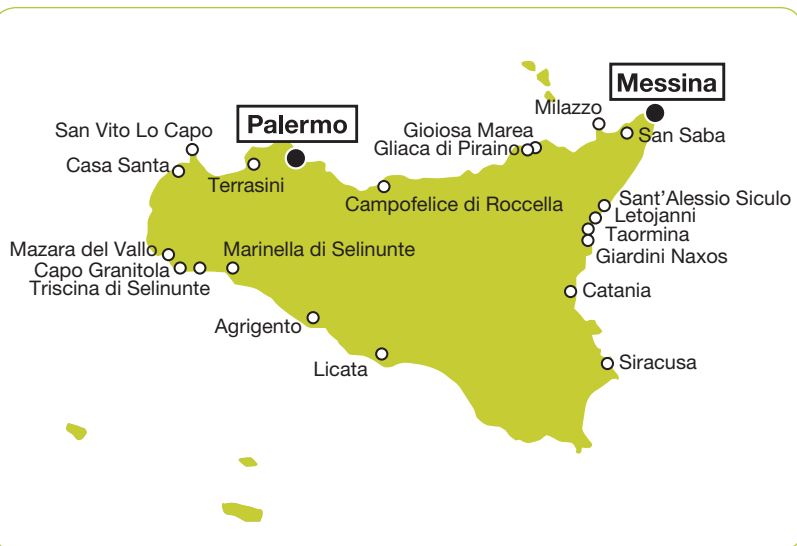 Messina
Milazzo
Palermo
San Vito Lo Capo
Gioiosa Marea
San Saba
Gliaca di Piraino
Casa Santa
Terrasini
Campofelice di Roccella
Sant'Alessio Siculo
Letojanni
Taormina
Mazara del Vallo
Marinella di Selinunte
Giardini Naxos
Capo Granitola
Triscina di Selinunte
Catania
Agrigento
Licata
Siracusa